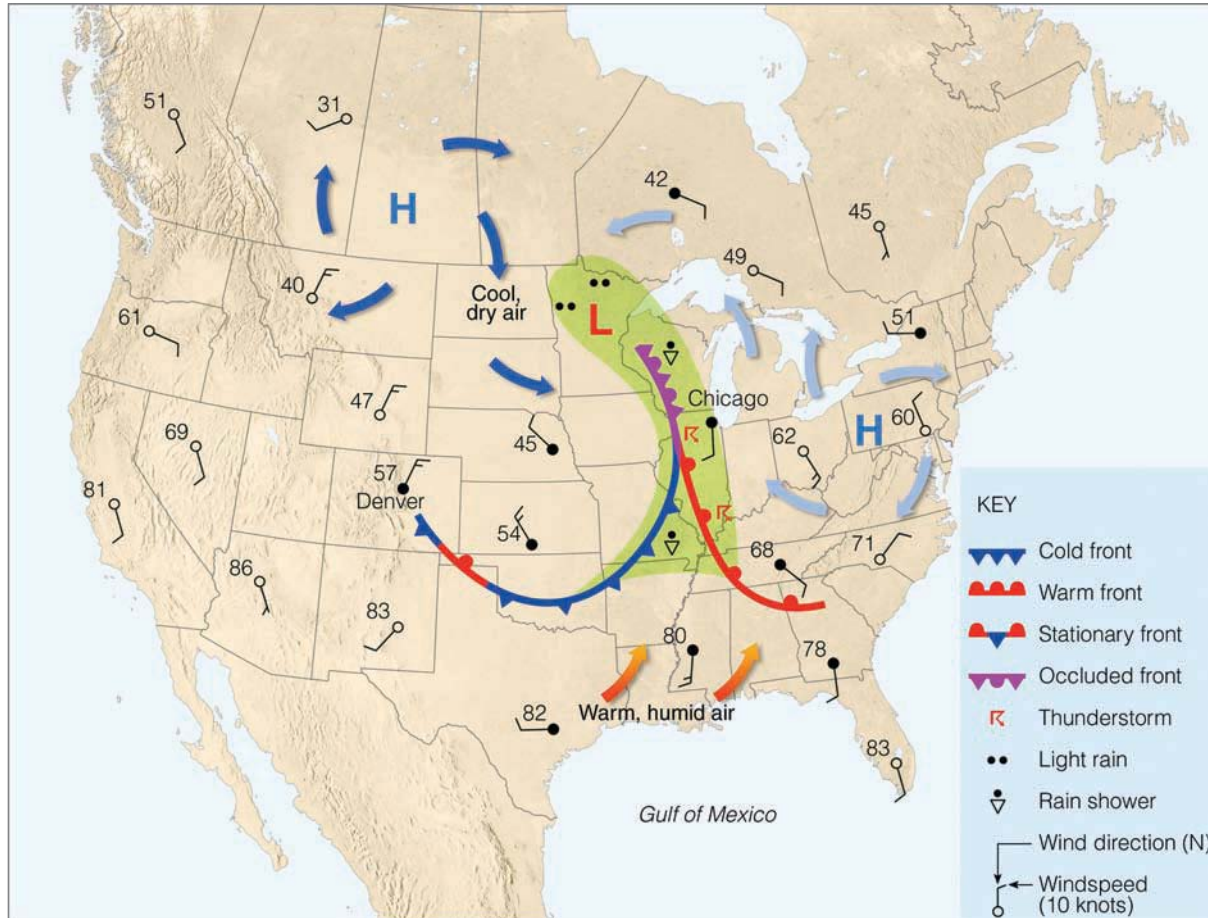 51
31
H
42
45
49
40
Cool,
dry air
L
61
51
47
Chicago
60
H
69
45
62
57
Denver
81
54
71
68
86
83
80
78
Warm, humid air
82
83
Gulf of Mexico
KEY
Cold front
Warm front
Stationary front
Occluded front
Thunderstorm
Light rain
Rain shower
Wind direction (N)
Windspeed
(10 knots)